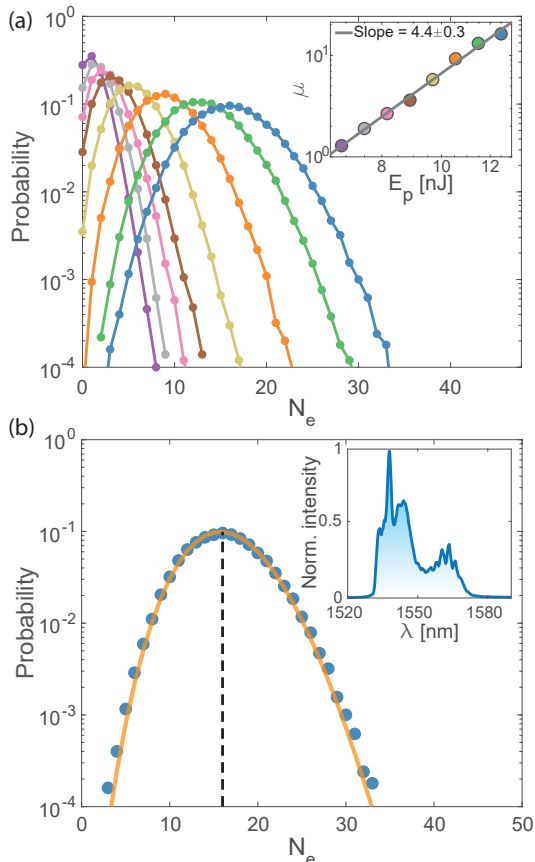 (a)
10^0
10^-1
10^-2
10^-3
10^-4
Probability
0
10
20
30
40
N_e
Slope = 4.4±0.3
10^1
10^0
μ
8
10
12
E_p [nJ]
(b)
10^0
10^-1
10^-2
10^-3
10^-4
Probability
0
10
20
30
40
50
N_e
1
0.5
0
Norm. intensity
1520
1550
1580
λ [nm]